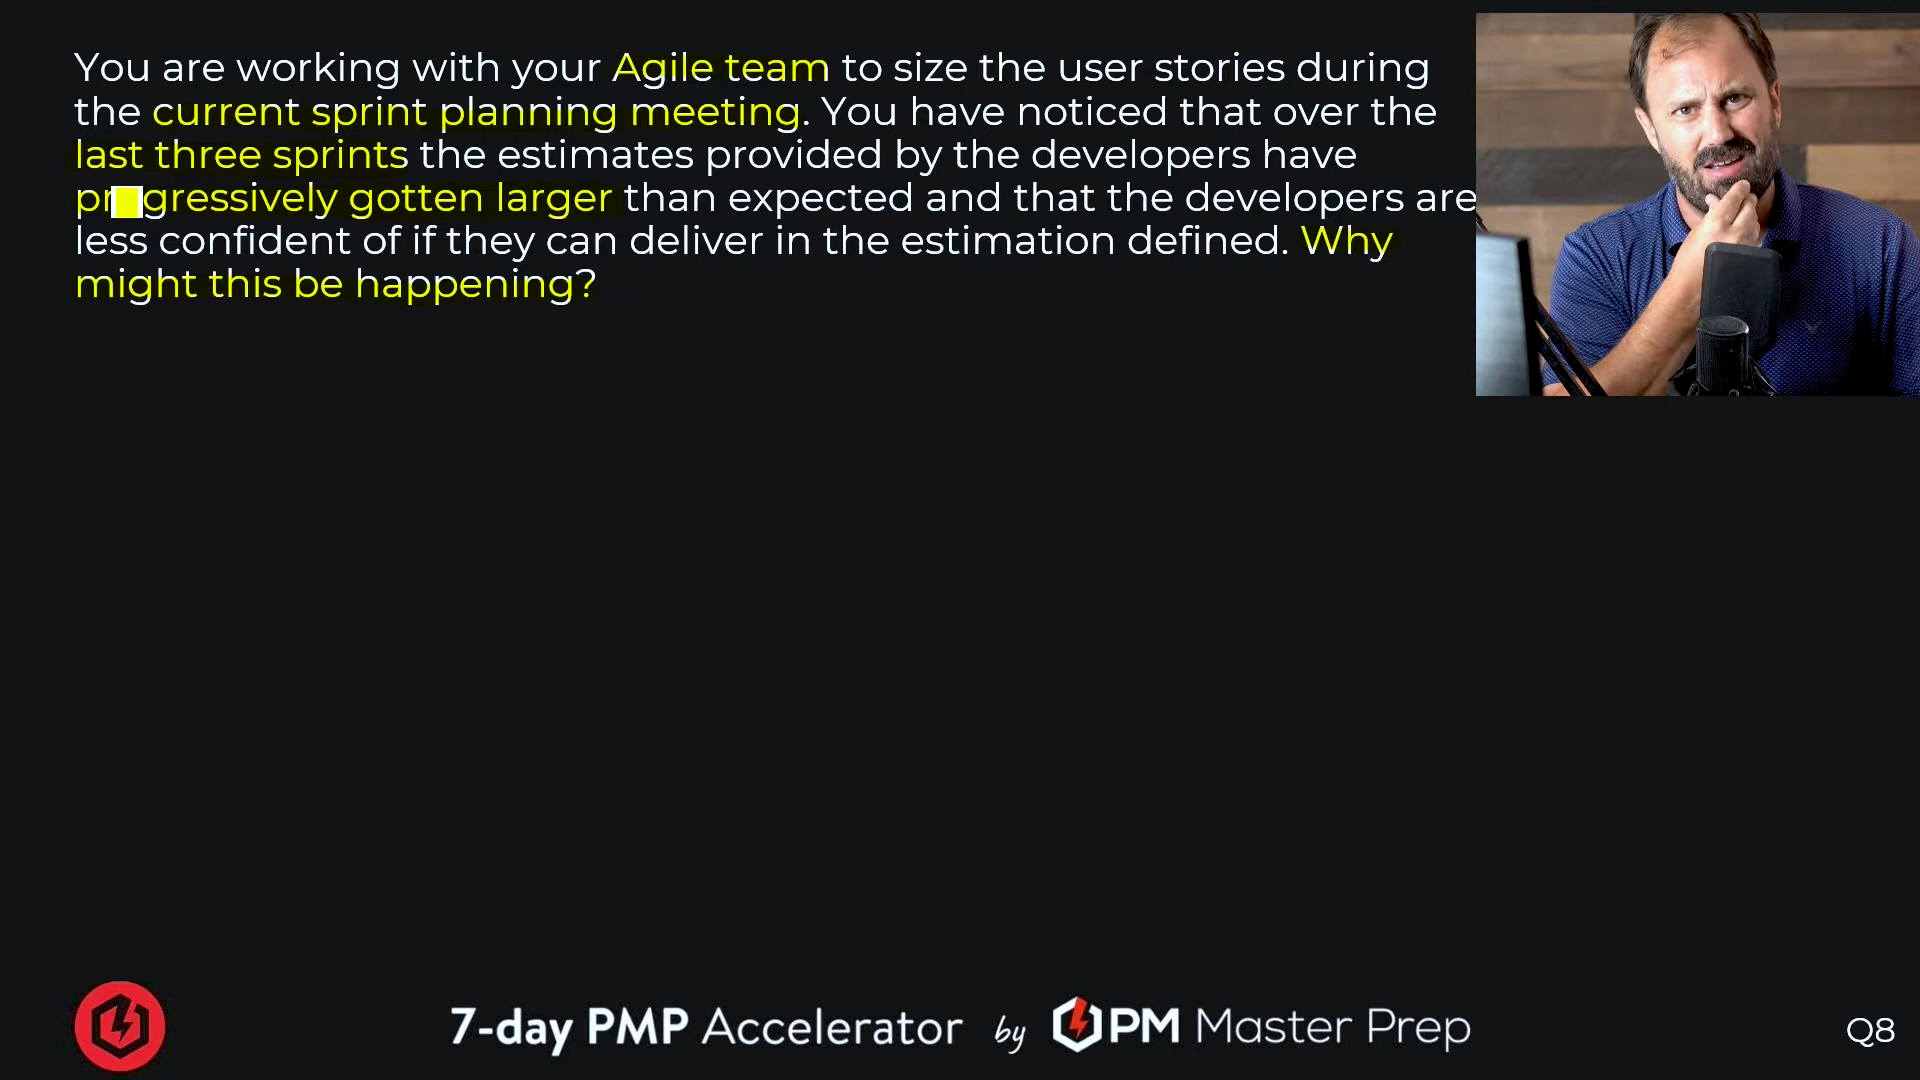 You are working with your Agile team to size the user stories during
the current sprint planning meeting. You have noticed that over the
last three sprints the estimates provided by the developers have
progressively gotten larger than expected and that the developers are
less confident of if they can deliver in the estimation defined. Why
might this be happening?
7-day PMP Accelerator by PM Master Prep
Q8